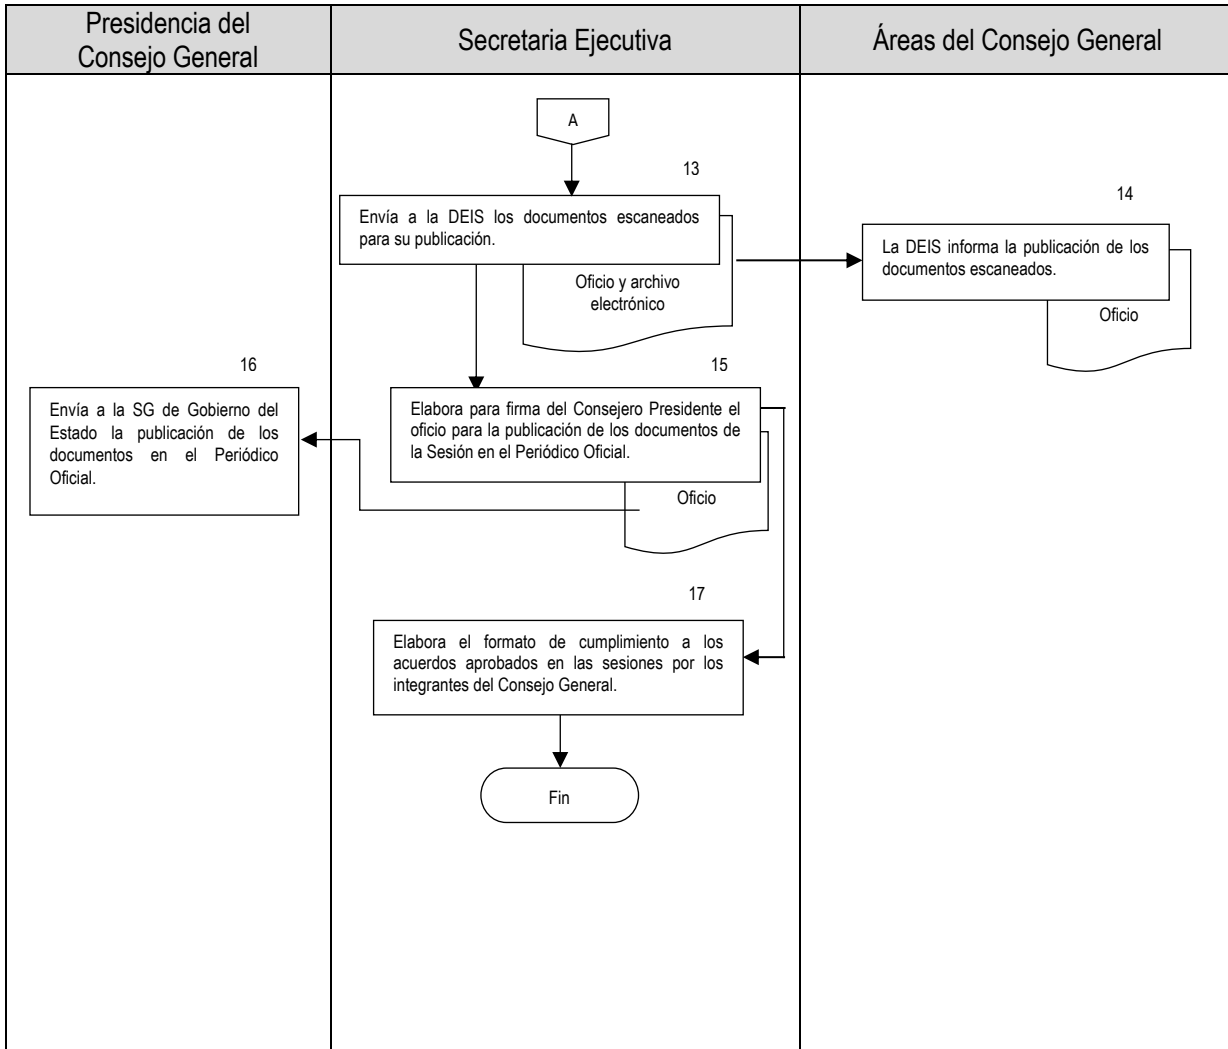 Presidencia del
Consejo General
Secretaria Ejecutiva
Áreas del Consejo General
A
13
Envía a la DEIS los documentos escaneados
para su publicación.
Oficio y archivo
electrónico
14
La DEIS informa la publicación de los
documentos escaneados.
Oficio
15
Elabora para firma del Consejero Presidente el
oficio para la publicación de los documentos de
la Sesión en el Periódico Oficial.
Oficio
16
Envía a la SG de Gobierno del
Estado la publicación de los
documentos en el Periódico
Oficial.
17
Elabora el formato de cumplimiento a los
acuerdos aprobados en las sesiones por los
integrantes del Consejo General.
Fin